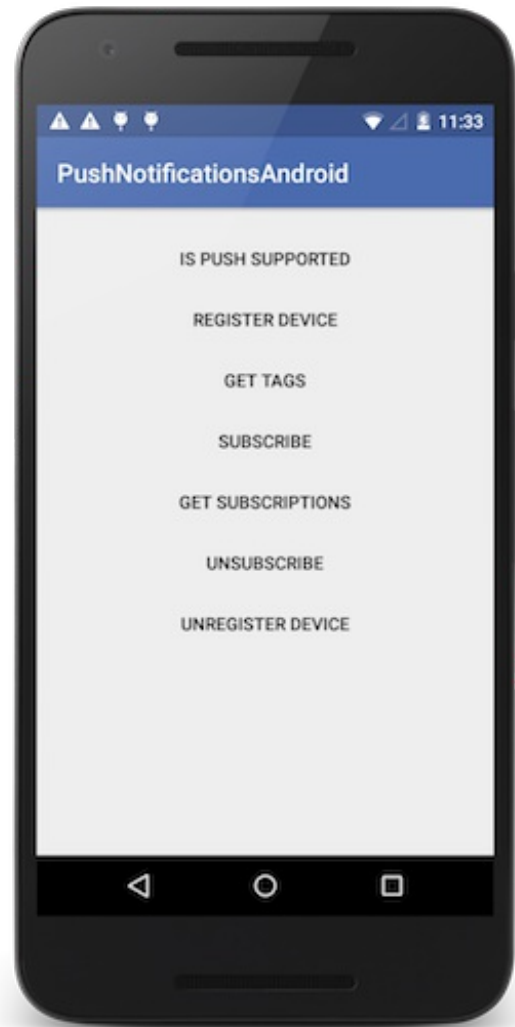 11:33
PushNotificationsAndroid
IS PUSH SUPPORTED
REGISTER DEVICE
GET TAGS
SUBSCRIBE
GET SUBSCRIPTIONS
UNSUBSCRIBE
UNREGISTER DEVICE